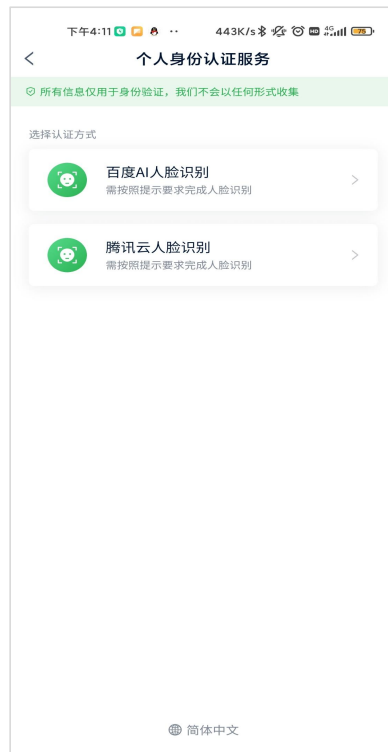 下午4:11 443K/s HD 4G 75
个人身份认证服务
所有信息仅用于身份验证，我们不会以任何形式收集
选择认证方式
百度AI人脸识别
需按照提示要求完成人脸识别
腾讯云人脸识别
需按照提示要求完成人脸识别
简体中文